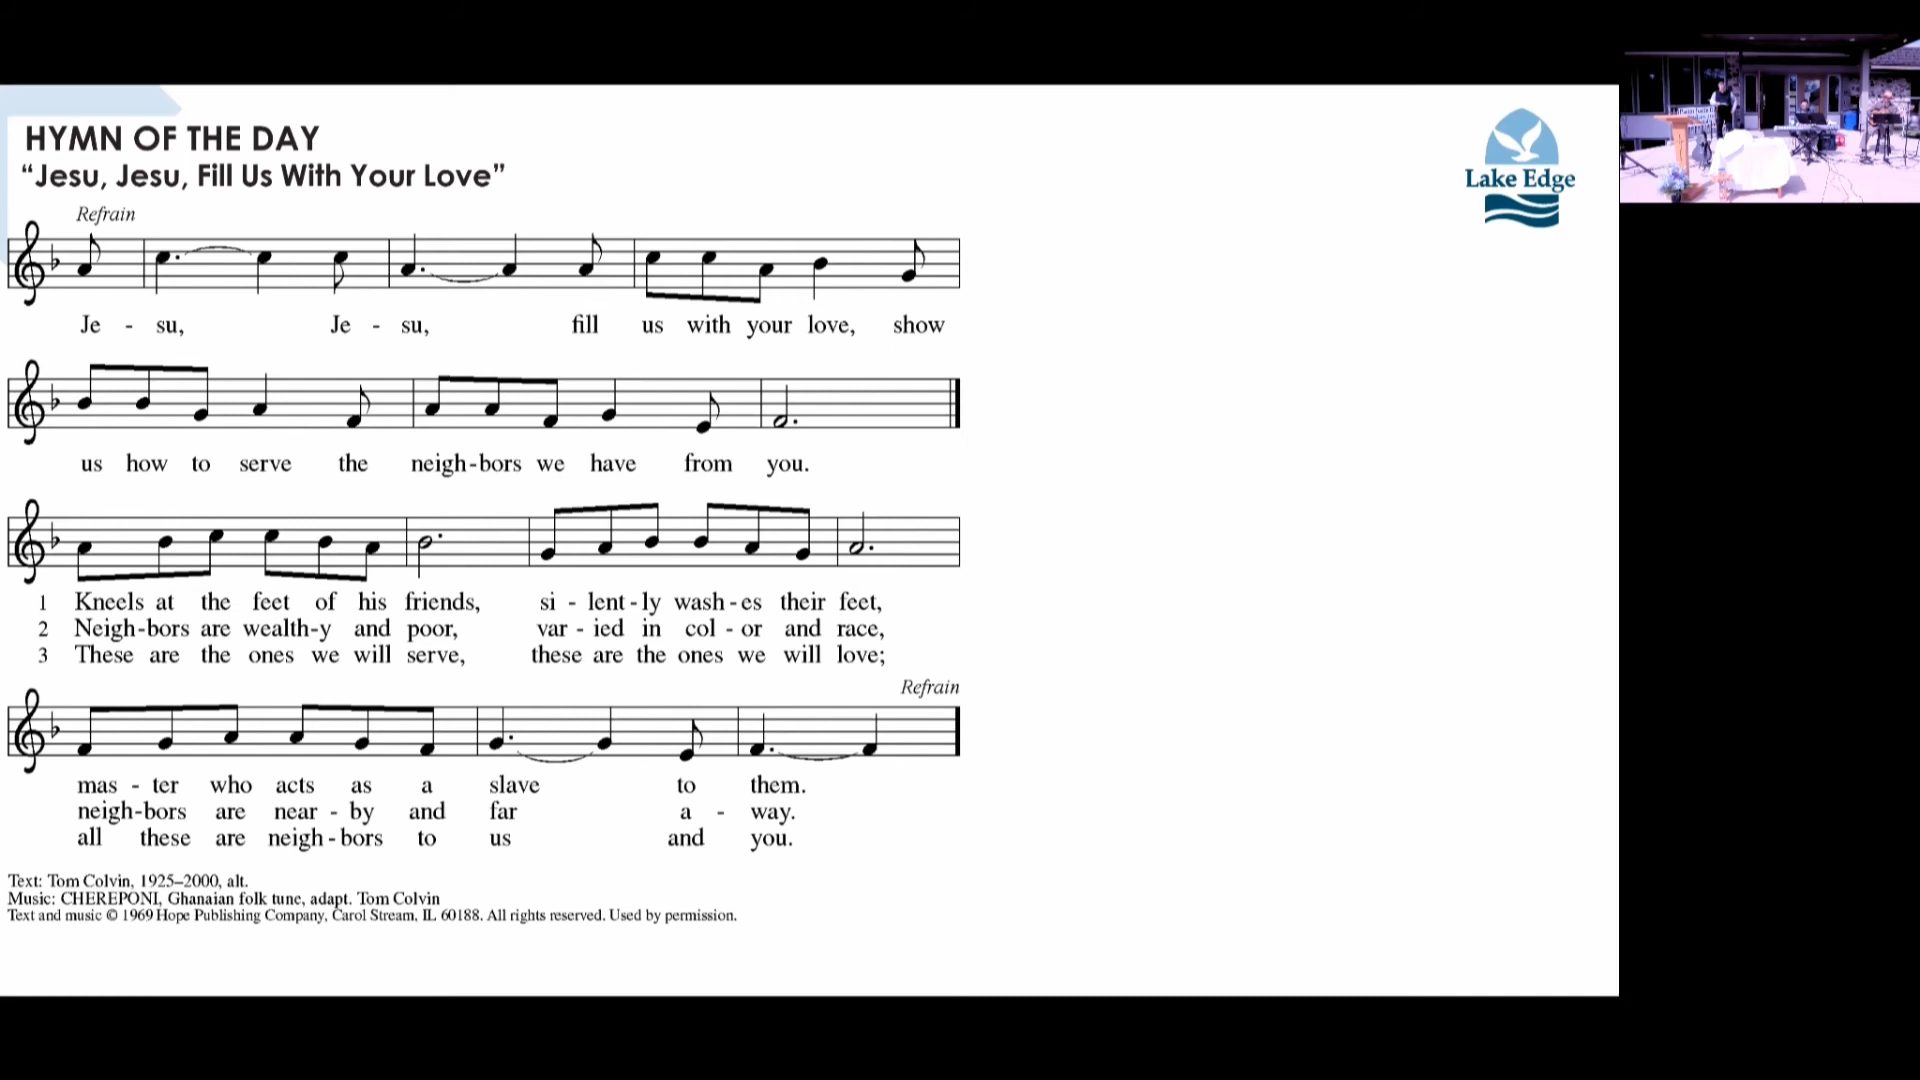 HYMN OF THE DAY
“Jesu, Jesu, Fill Us With Your Love”
Lake Edge
Refrain
Je - su, Je - su, fill us with your love, show
us how to serve the neigh - bors we have from you.
1 Kneels at the feet of his friends, si - lent - ly wash - es their feet,
2 Neigh - bors are wealth - y and poor, var - ied in col - or and race,
3 These are the ones we will serve, these are the ones we will love;
Refrain
mas - ter who acts as a slave to them.
neigh - bors are near - by and far a - way.
all these are neigh - bors to us and you.
Text: Tom Colvin, 1925–2000, alt.
Music: CHEREPONI, Ghanaian folk tune, adapt. Tom Colvin
Text and music © 1969 Hope Publishing Company, Carol Stream, IL 60188. All rights reserved. Used by permission.